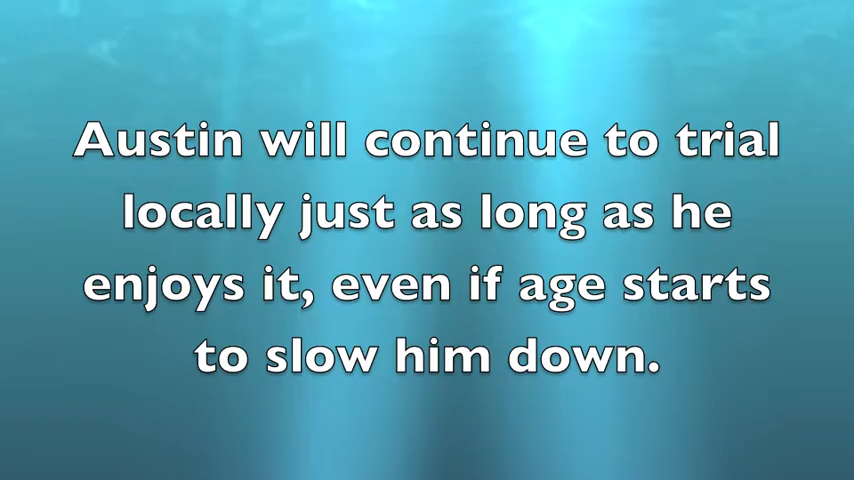 Austin will continue to trial
locally just as long as he
enjoys it, even if age starts
to slow him down.